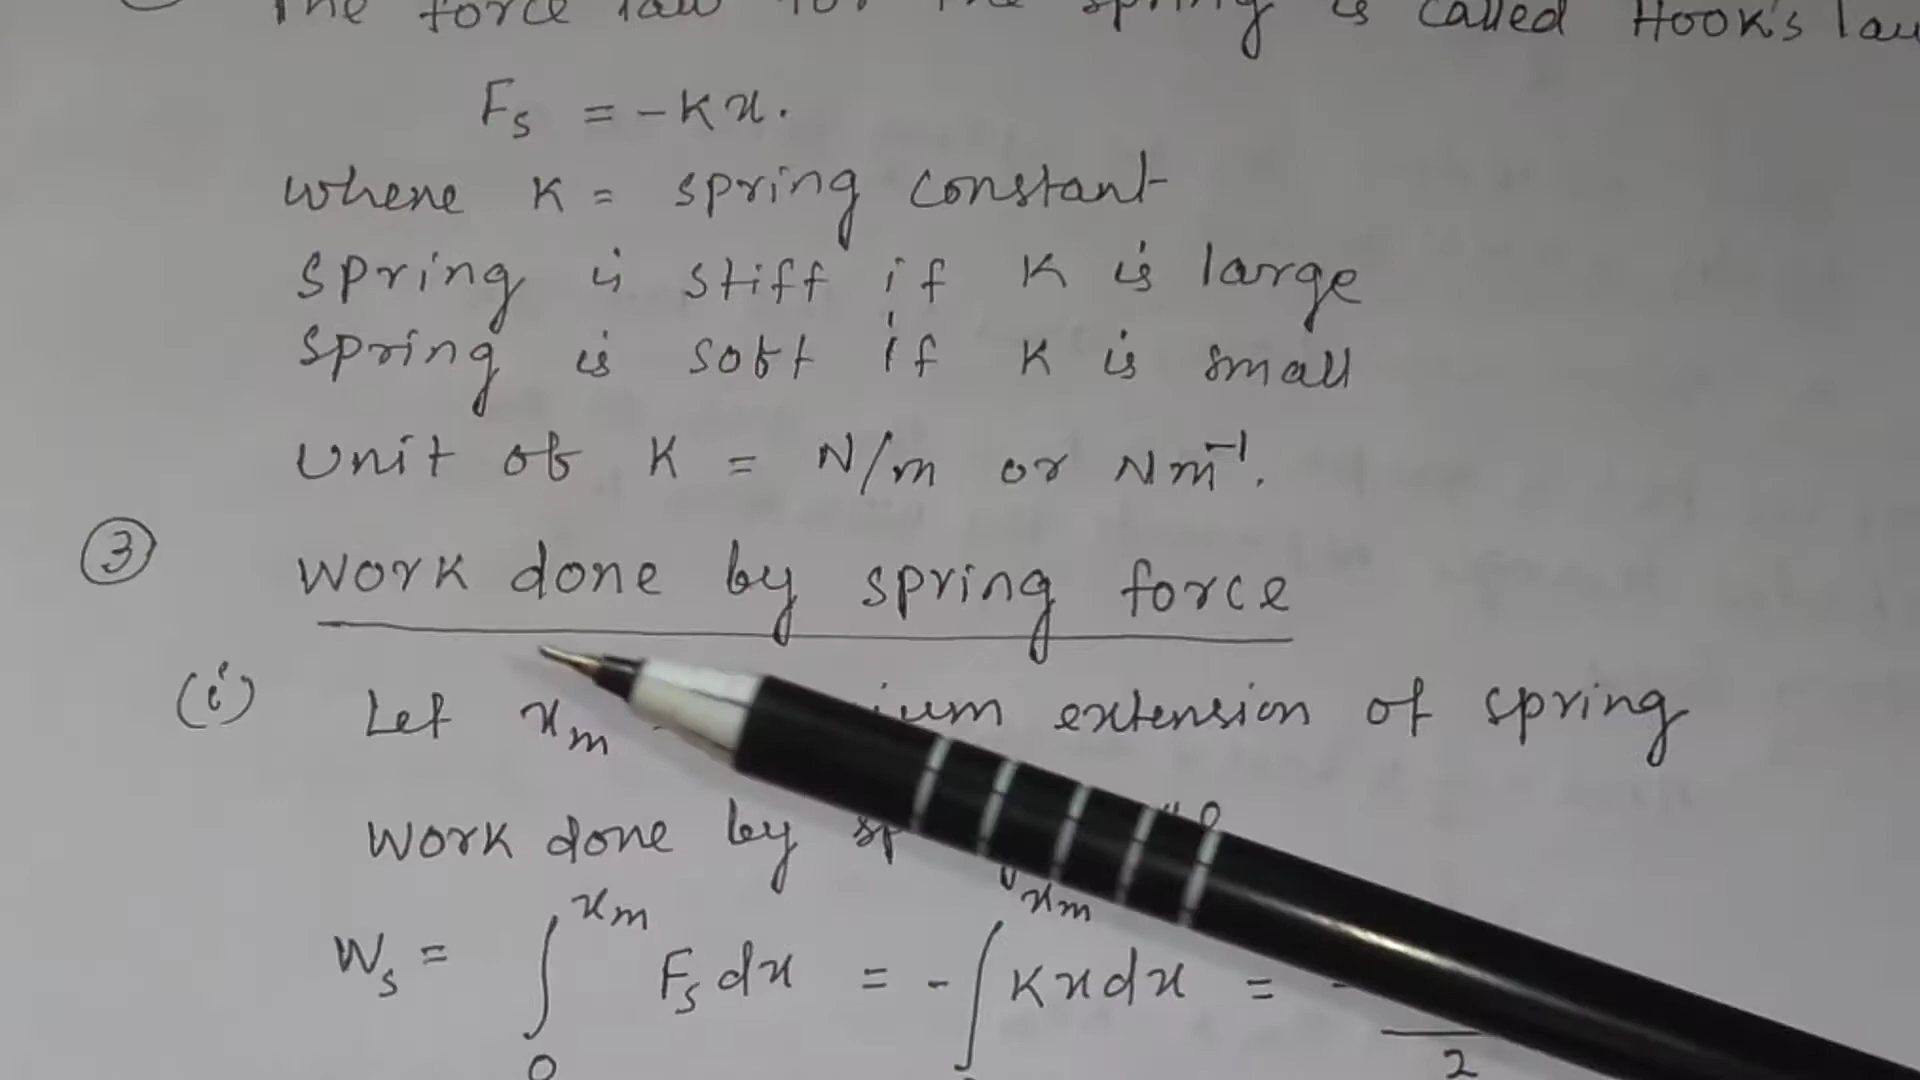 The force law for the spring is called Hook's law
Fs = -Kx.
where K = spring constant
spring is stiff if K is large
spring is soft if K is small
Unit of K = N/m or Nm⁻¹.
③ Work done by spring force
(i) Let xm extension of spring
Work done by
Ws = ∫₀^xm Fs dx = -∫^xm Kx dx = - 2